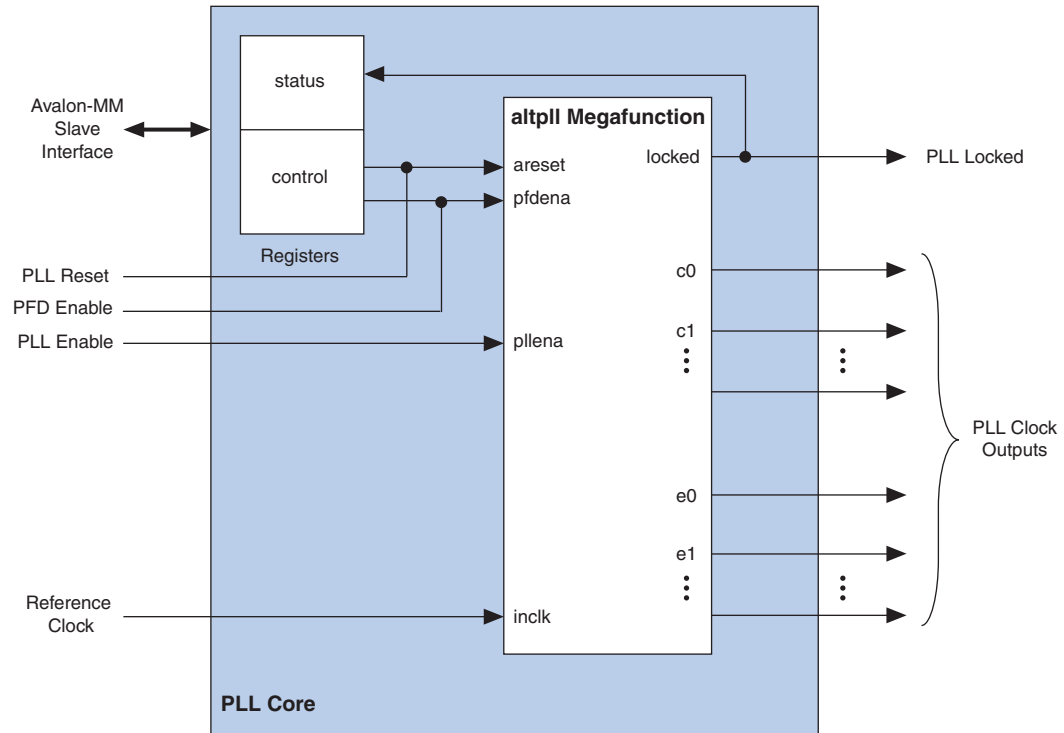 status
Avalon-MM
Slave
Interface
altpll Megafunction
locked
PLL Locked
control
areset
pfdena
Registers
PLL Reset
PFD Enable
PLL Enable
pllena
c0
c1
PLL Clock
Outputs
e0
e1
Reference
Clock
inclk
PLL Core